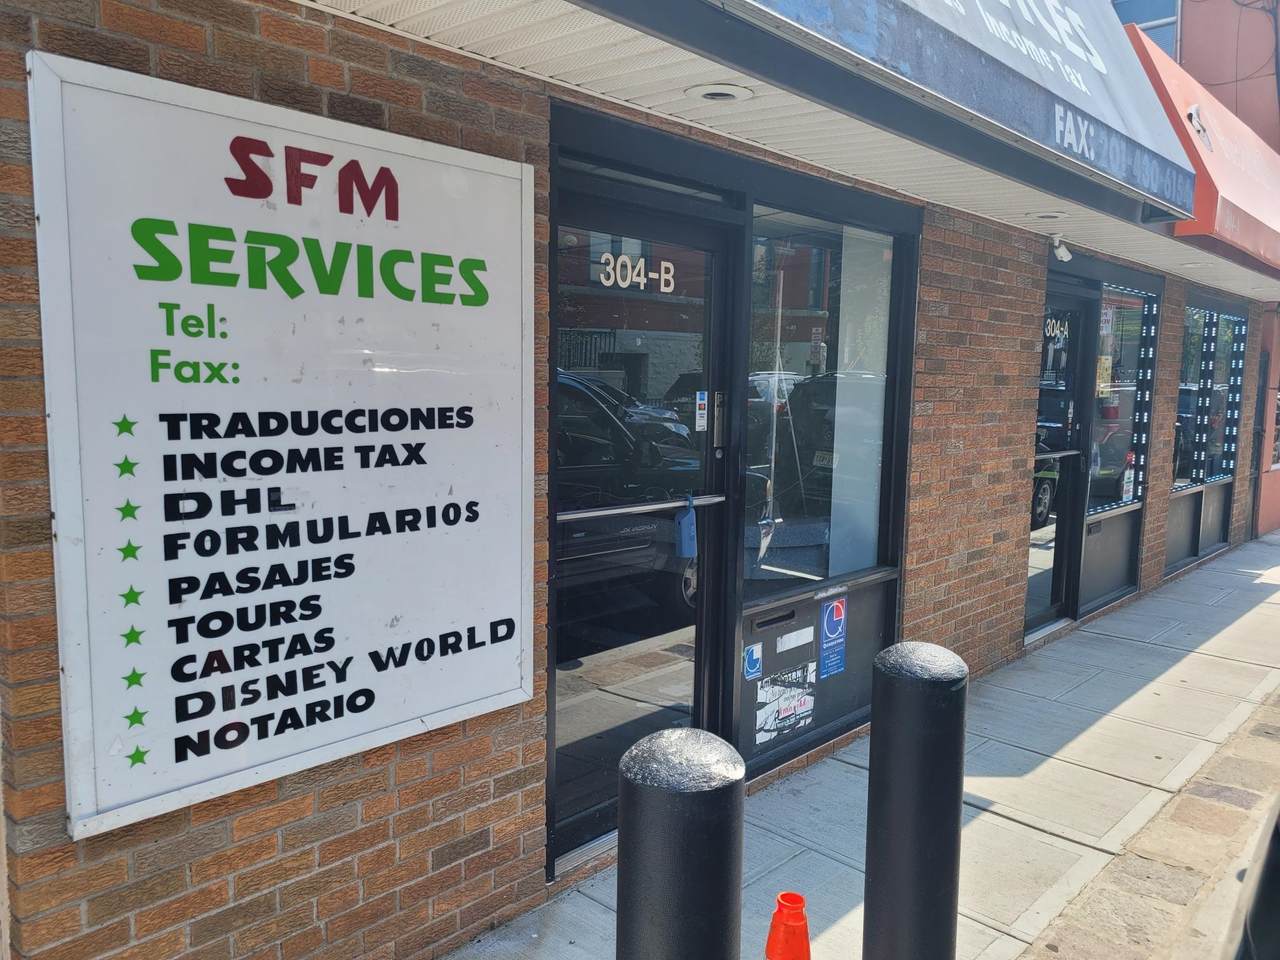 SFM
SERVICES
Tel:
Fax:
TRADUCCIONES
INCOME TAX
DHL
FORMULARIOS
PASAJES
TOURS
CARTAS
DISNEY WORLD
NOTARIO
304-B
Income Tax
FAX:
304-A